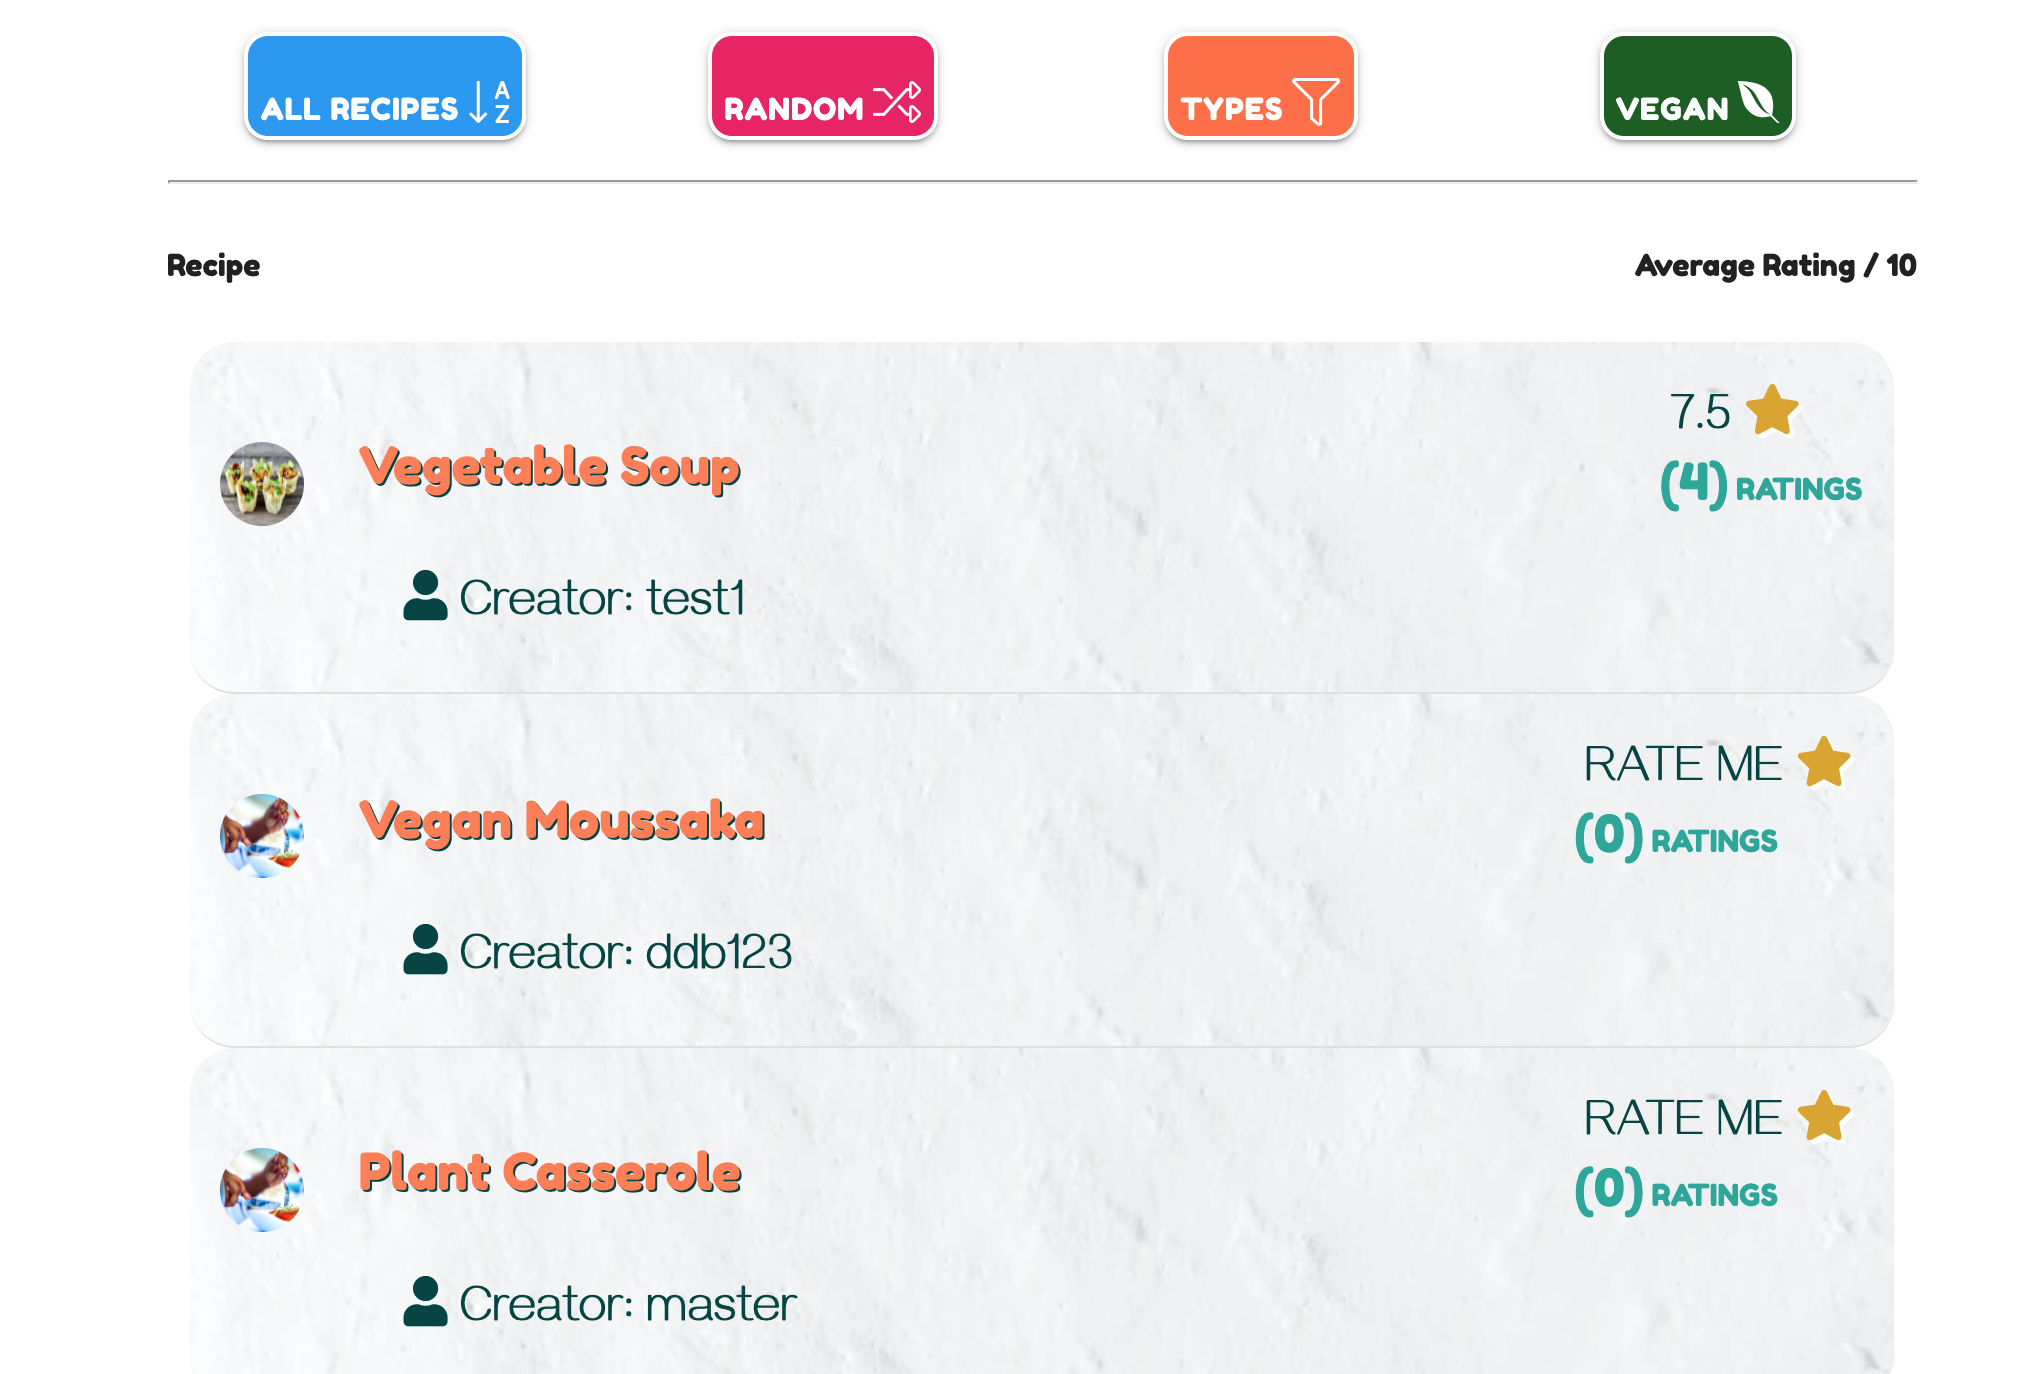 ALL RECIPES A Z
RANDOM
TYPES
VEGAN
Recipe
Average Rating / 10
Vegetable Soup
7.5
(4) RATINGS
Creator: test1
Vegan Moussaka
RATE ME
(0) RATINGS
Creator: ddb123
Plant Casserole
RATE ME
(0) RATINGS
Creator: master